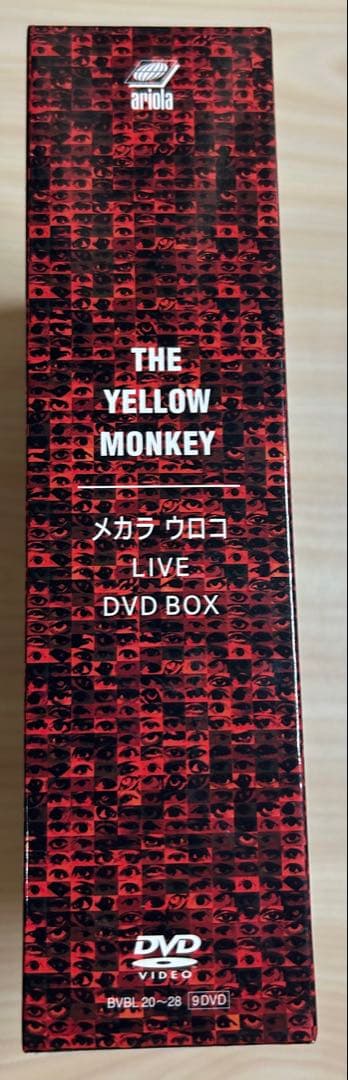 ariola
THE
YELLOW
MONKEY
メカラ ウロコ
LIVE
DVD BOX
DVD
VIDEO
BVBL 20〜28 9DVD